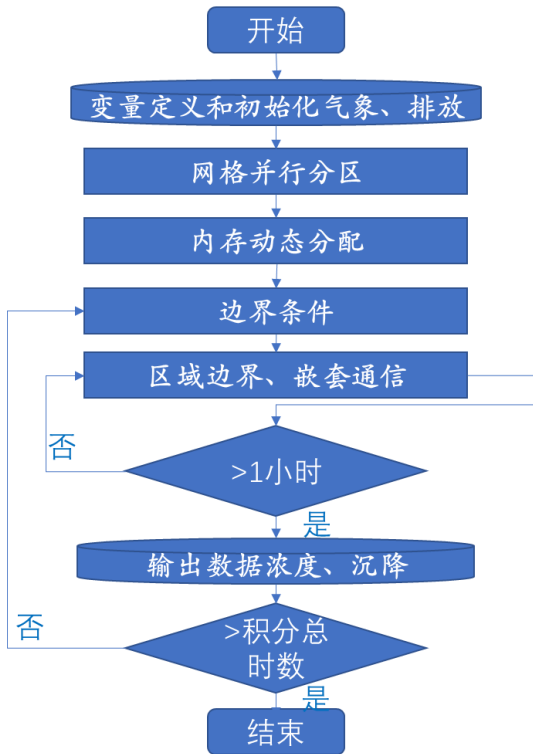 开始
变量定义和初始化气象、排放
网格并行分区
内存动态分配
边界条件
区域边界、嵌套通信
否
>1小时
是
输出数据浓度、沉降
否
>积分总
时数
是
结束